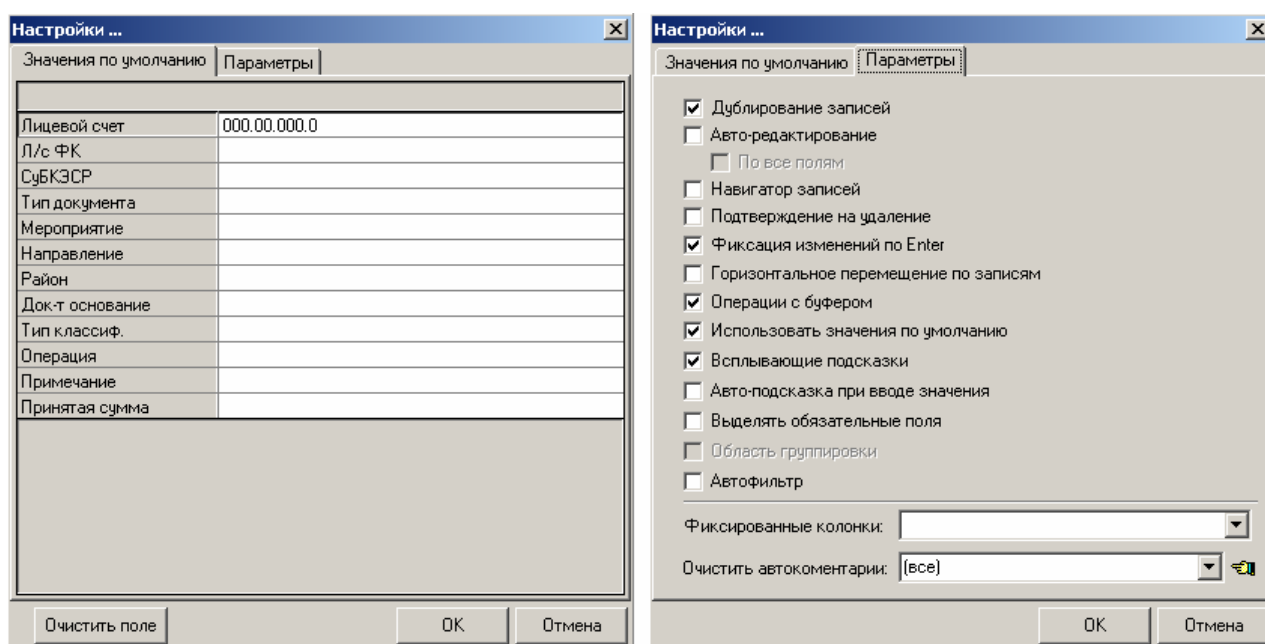 Настройки ...
Значения по умолчанию
Параметры
Лицевой счет 000.00.000.0
Л/с ФК
СуБКЭСР
Тип документа
Мероприятие
Направление
Район
Док-т основание
Тип классиф.
Операция
Примечание
Принятая сумма
Очистить поле
OK
Отмена
Настройки ...
Значения по умолчанию
Параметры
Дублирование записей
Авто-редактирование
По все полям
Навигатор записей
Подтверждение на удаление
Фиксация изменений по Enter
Горизонтальное перемещение по записям
Операции с буфером
Использовать значения по умолчанию
Всплывающие подсказки
Авто-подсказка при вводе значения
Выделять обязательные поля
Область группировки
Автофильтр
Фиксированные колонки:
Очистить автокоментарии: (все)
OK
Отмена